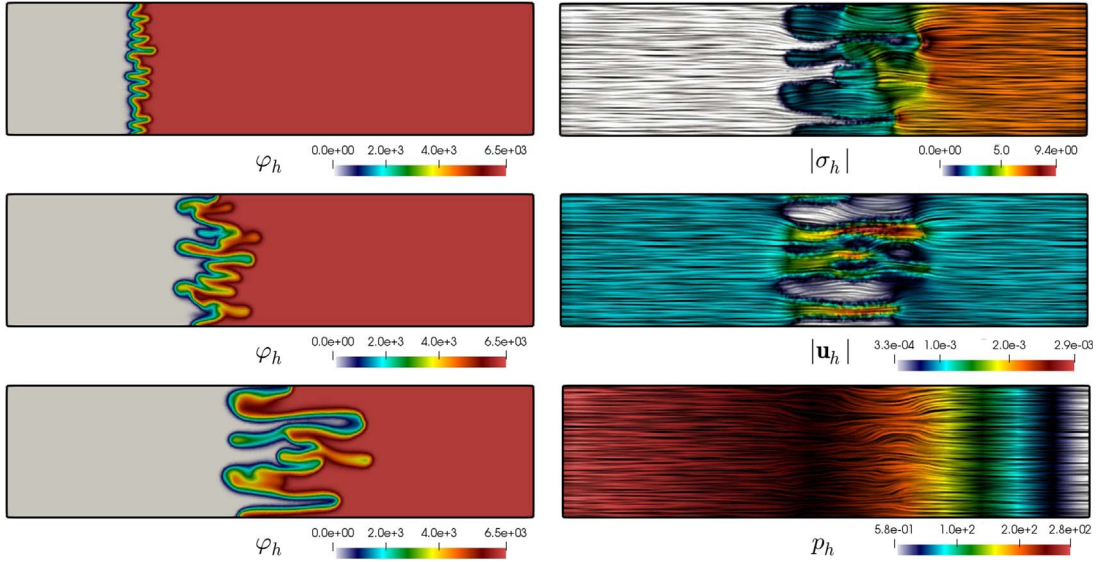 0.0e+00 2.0e+3 4.0e+3 6.5e+03
φh
0.0e+00 5.0 9.4e+00
|σh|
0.0e+00 2.0e+3 4.0e+3 6.5e+03
φh
3.3e-04 1.0e-3 2.0e-3 2.9e-03
|uh|
0.0e+00 2.0e+3 4.0e+3 6.5e+03
φh
5.8e-01 1.0e+2 2.0e+2 2.8e+02
ph